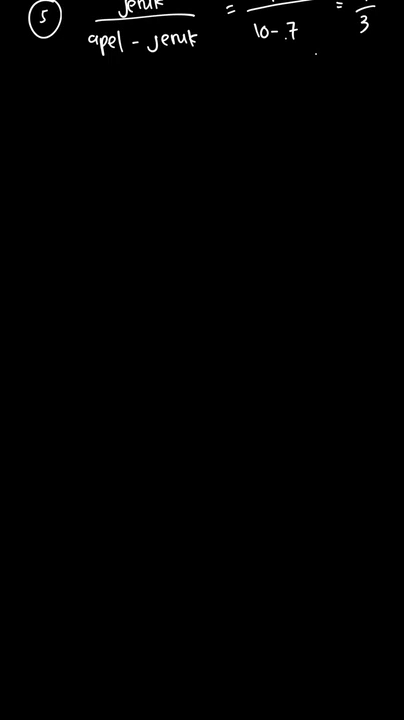 5 jeruk / apel - jeruk = / 10 - 7 = / 3